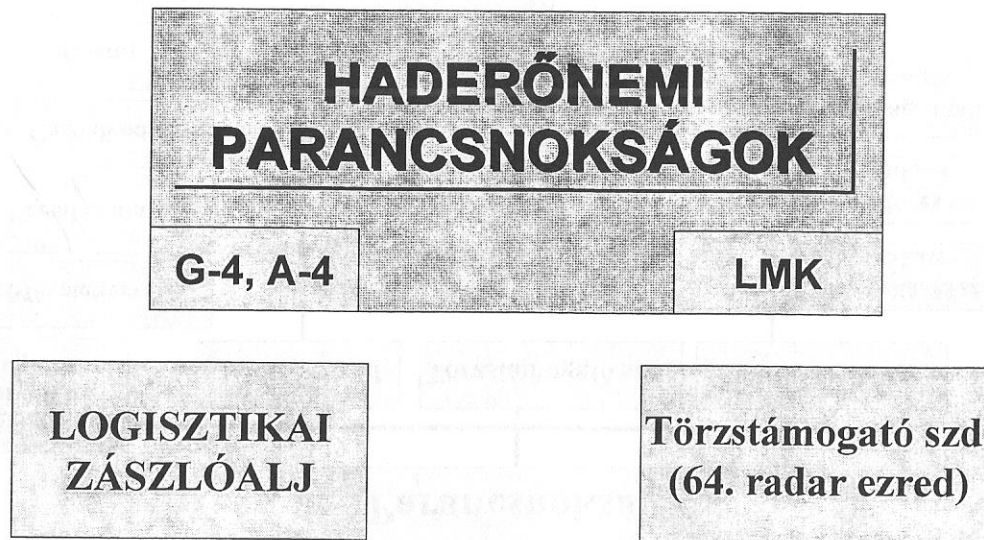 HADERŐNEMI
PARANCSNOKSÁGOK
G-4, A-4
LMK
LOGISZTIKAI
ZÁSZLÓALJ
Törzstámogató szd
(64. radar ezred)